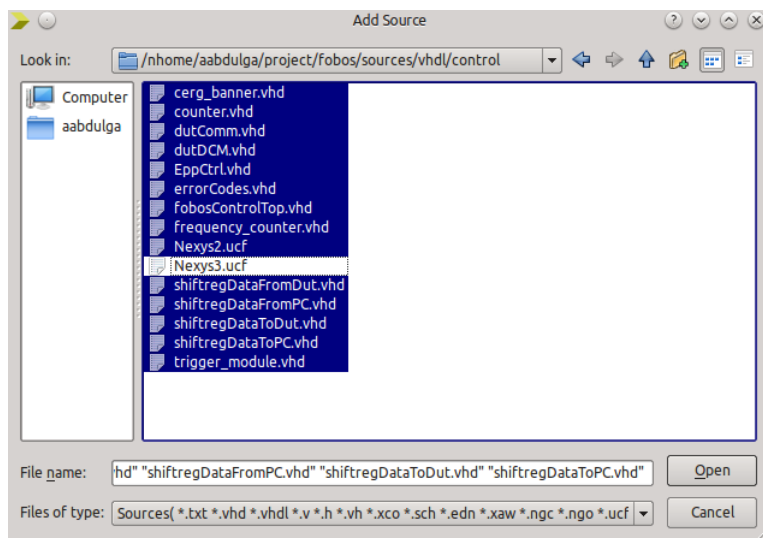 Add Source
Look in: /nhome/aabdulga/project/fobos/sources/vhdl/control
Computer
aabdulga
cerg_banner.vhd
counter.vhd
dutComm.vhd
dutDCM.vhd
EppCtrl.vhd
errorCodes.vhd
fobosControlTop.vhd
frequency_counter.vhd
Nexys2.ucf
Nexys3.ucf
shiftregDataFromDut.vhd
shiftregDataFromPC.vhd
shiftregDataToDut.vhd
shiftregDataToPC.vhd
trigger_module.vhd
File name: hd" "shiftregDataFromPC.vhd" "shiftregDataToDut.vhd" "shiftregDataToPC.vhd" Open
Files of type: Sources( *.txt *.vhd *.vhdl *.v *.h *.vh *.xco *.sch *.edn *.xaw *.ngc *.ngo *.ucf Cancel